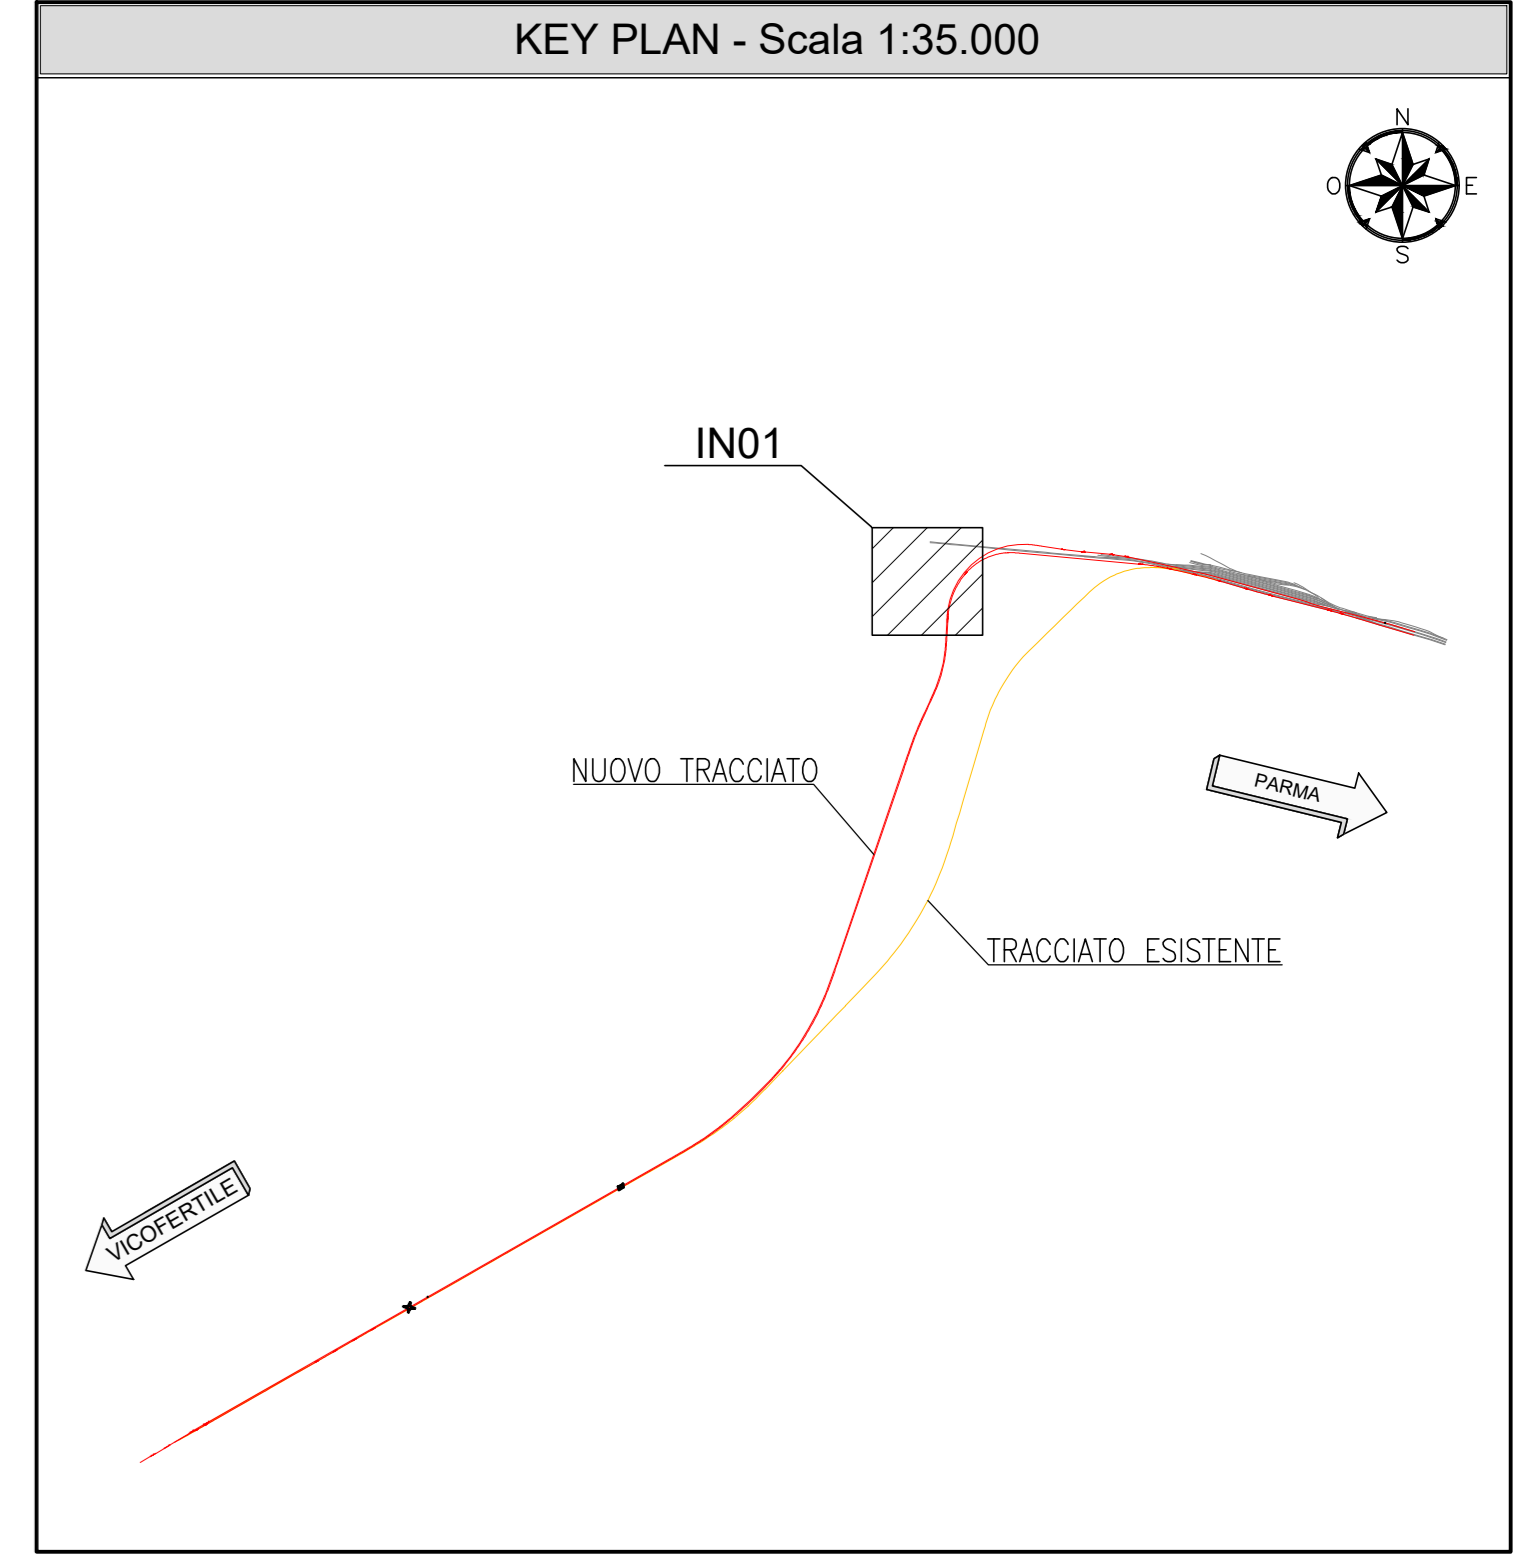 KEY PLAN - Scala 1:35.000
N
O
E
S
IN01
NUOVO TRACCIATO
PARMA
TRACCIATO ESISTENTE
VICOFERTILE